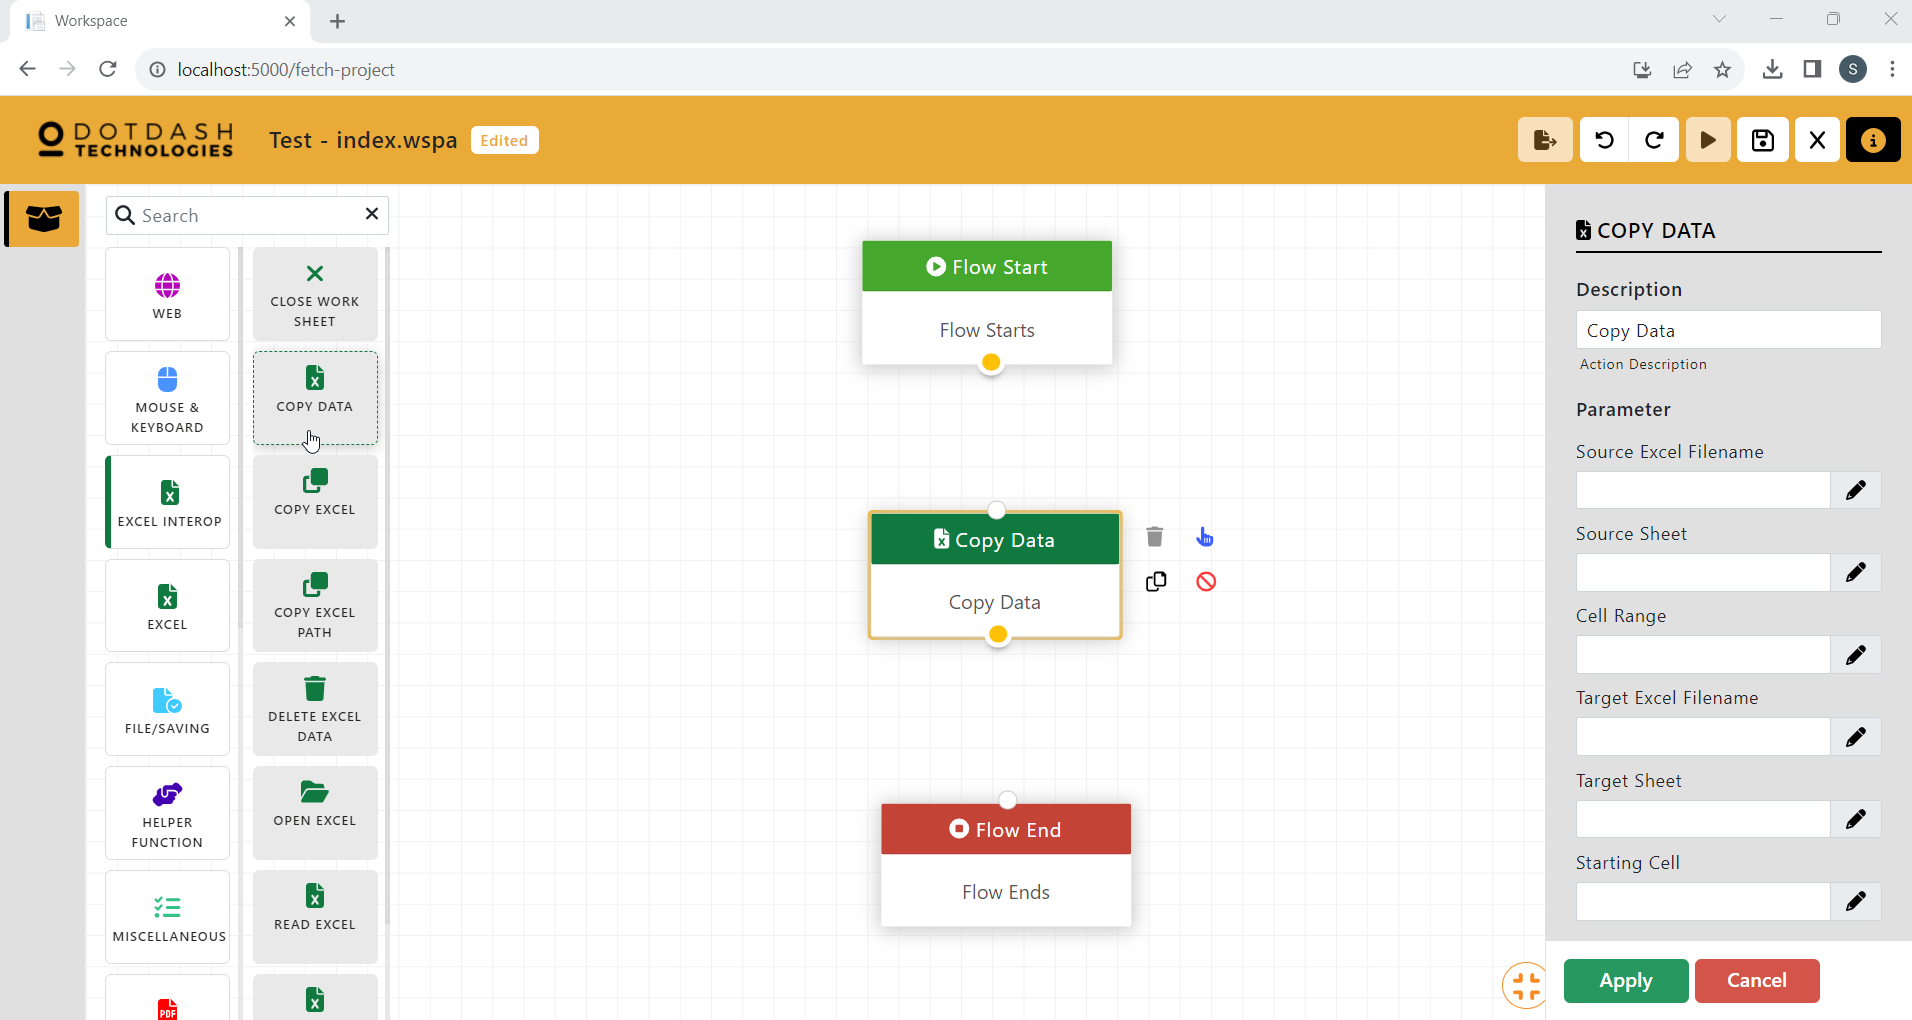 Workspace
localhost:5000/fetch-project
S
DOTDASH
TECHNOLOGIES
Test - index.wspa
Edited
Search
WEB
MOUSE &
KEYBOARD
EXCEL INTEROP
EXCEL
FILE/SAVING
HELPER
FUNCTION
MISCELLANEOUS
PDF
CLOSE WORK
SHEET
COPY DATA
COPY EXCEL
COPY EXCEL
PATH
DELETE EXCEL
DATA
OPEN EXCEL
READ EXCEL
Flow Start
Flow Starts
Copy Data
Copy Data
Flow End
Flow Ends
COPY DATA
Description
Copy Data
Action Description
Parameter
Source Excel Filename
Source Sheet
Cell Range
Target Excel Filename
Target Sheet
Starting Cell
Apply
Cancel